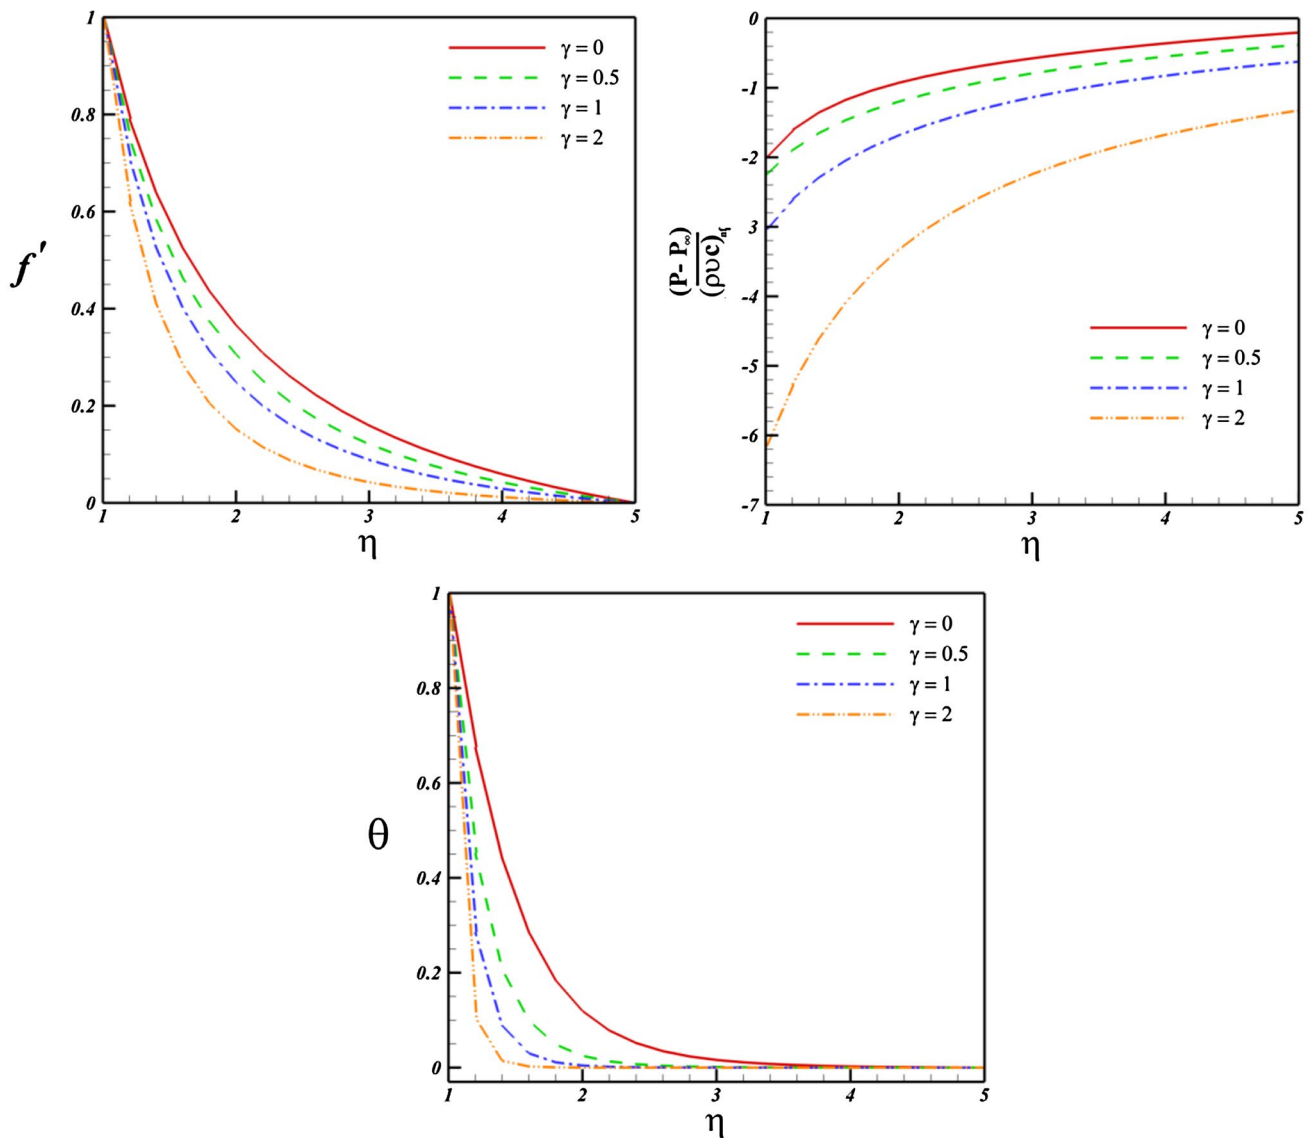 1
0.8
0.6
0.4
0.2
0
1 2 3 4 5
f′
η
γ = 0
γ = 0.5
γ = 1
γ = 2
0
-1
-2
3
-4
-5
-6
-7
1 2 3 4 5
(P- P∞)
(ρυc)nf
η
γ = 0
γ = 0.5
γ = 1
γ = 2
1
0.8
0.6
0.4
0.2
0
1 2 3 4 5
θ
η
γ = 0
γ = 0.5
γ = 1
γ = 2